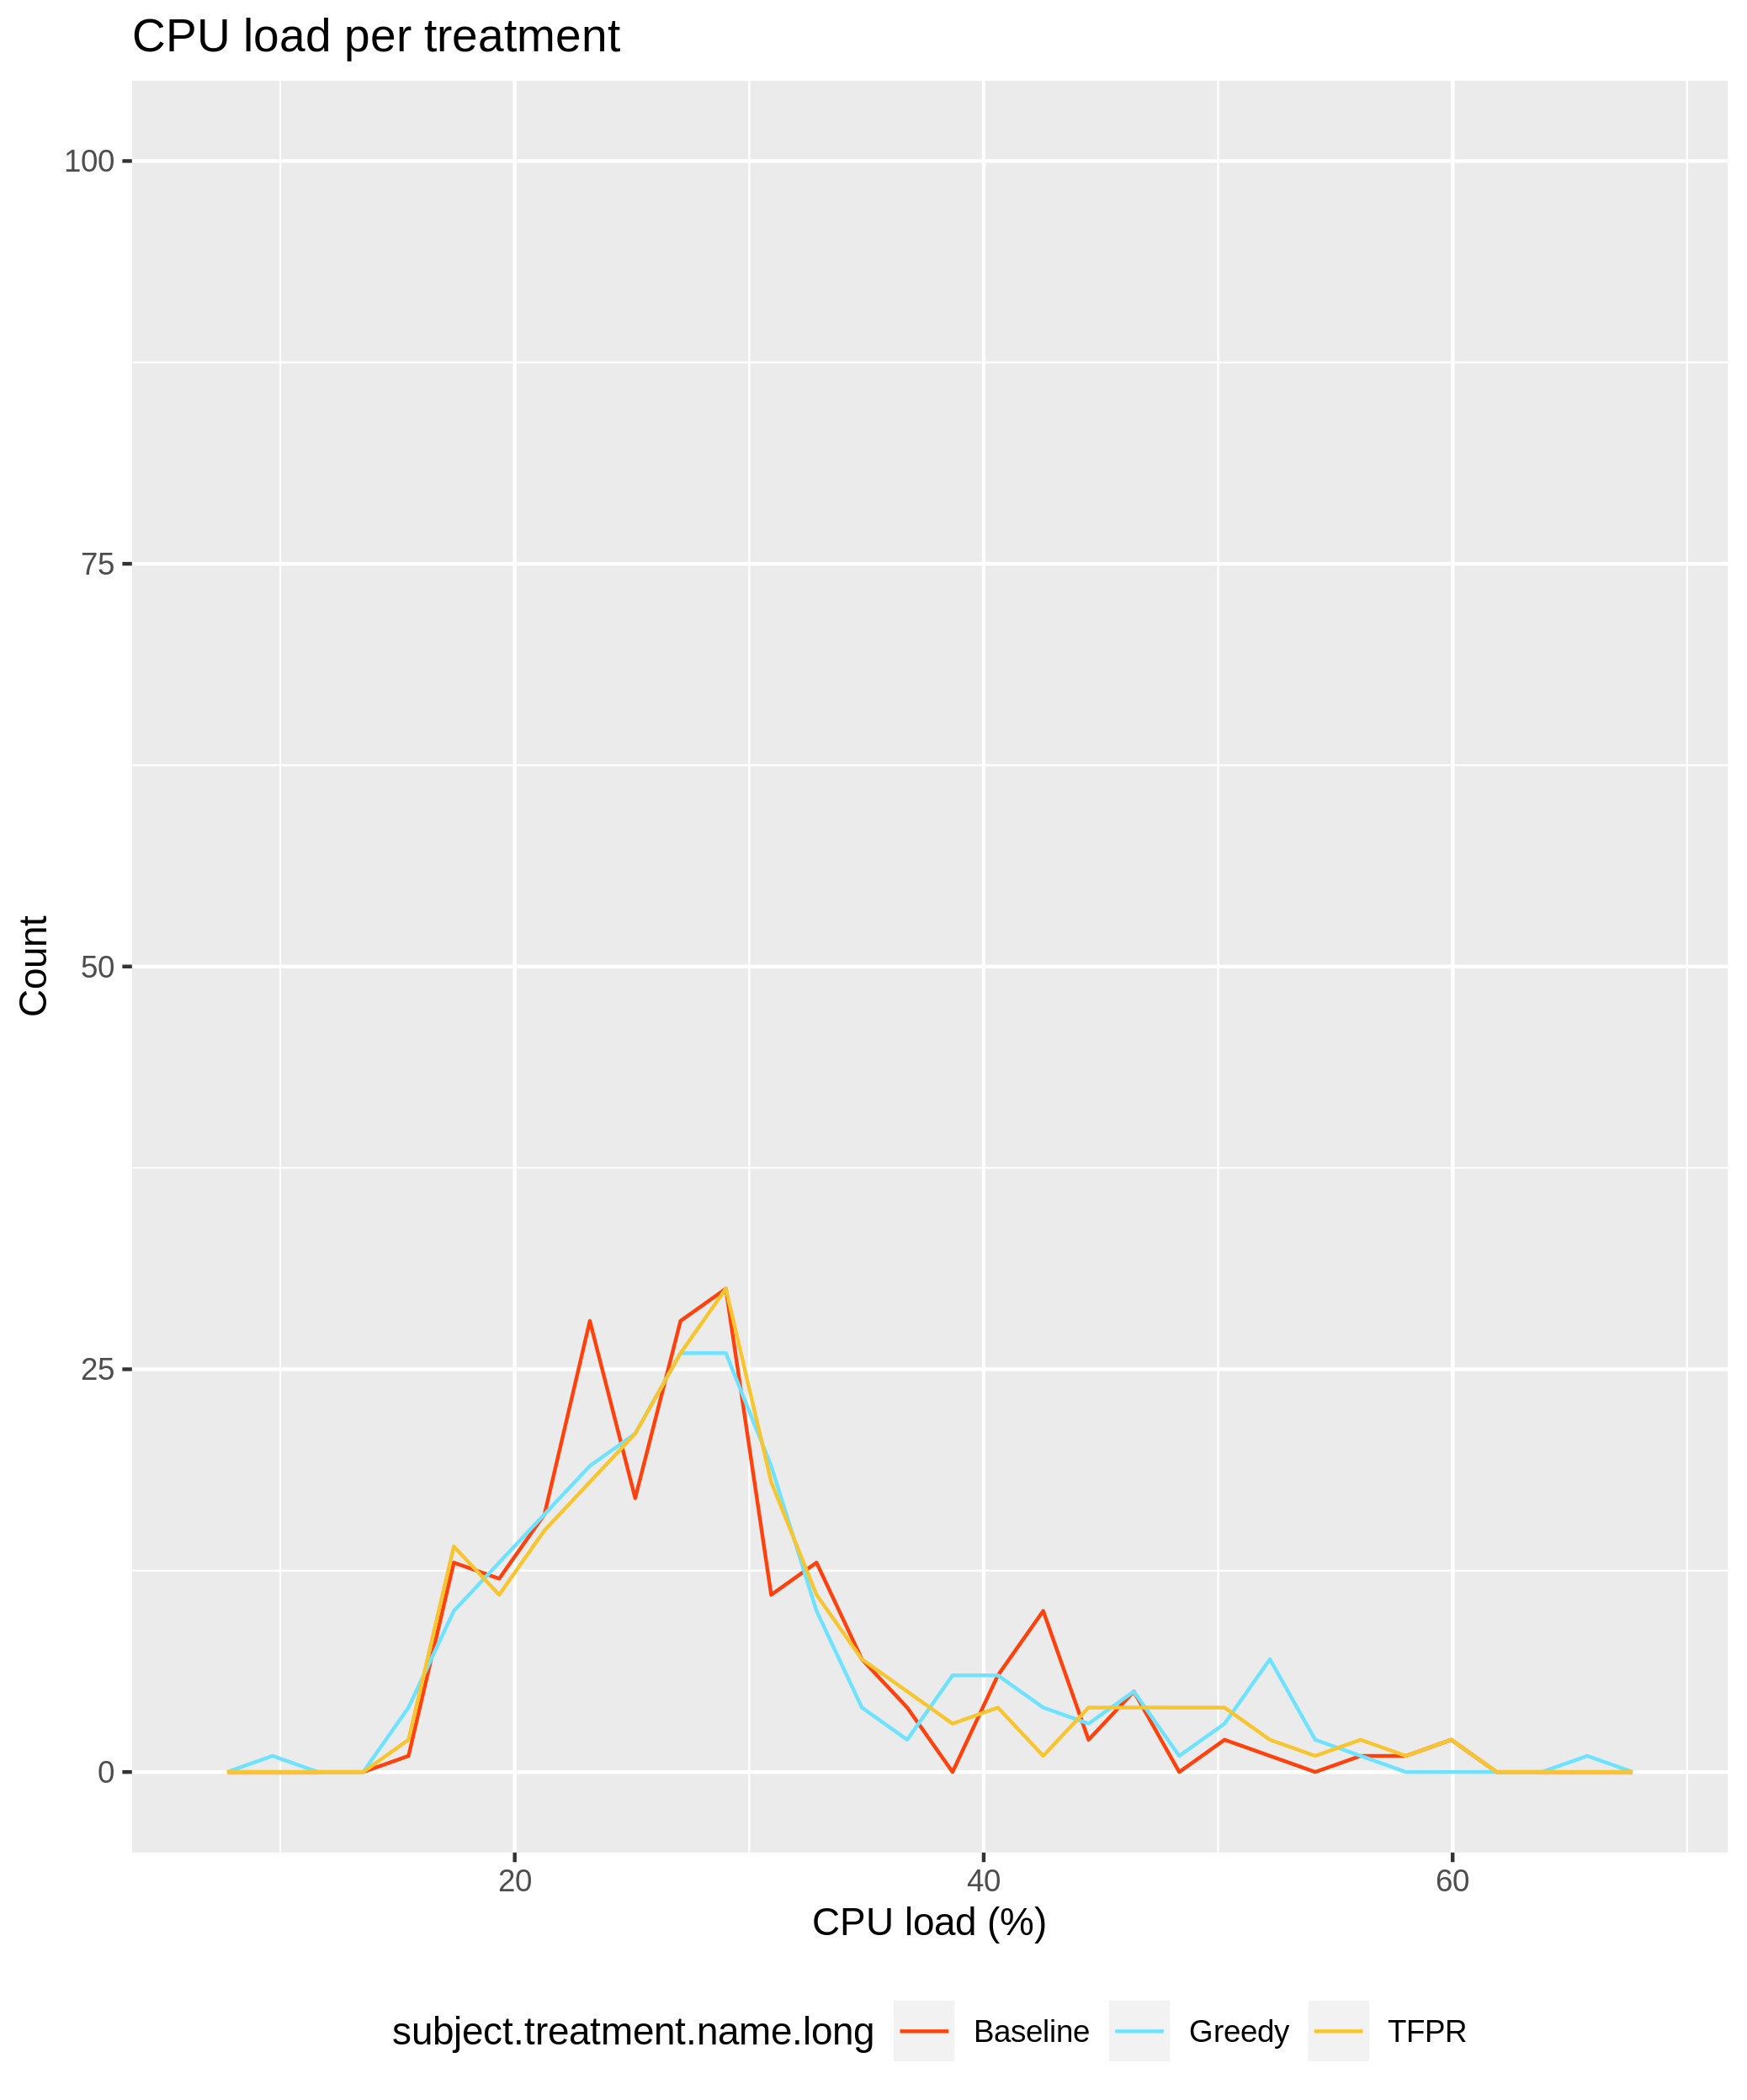 CPU load per treatment
100
75
50
25
0
Count
20 40 60
CPU load (%)
subject.treatment.name.long Baseline Greedy TFPR